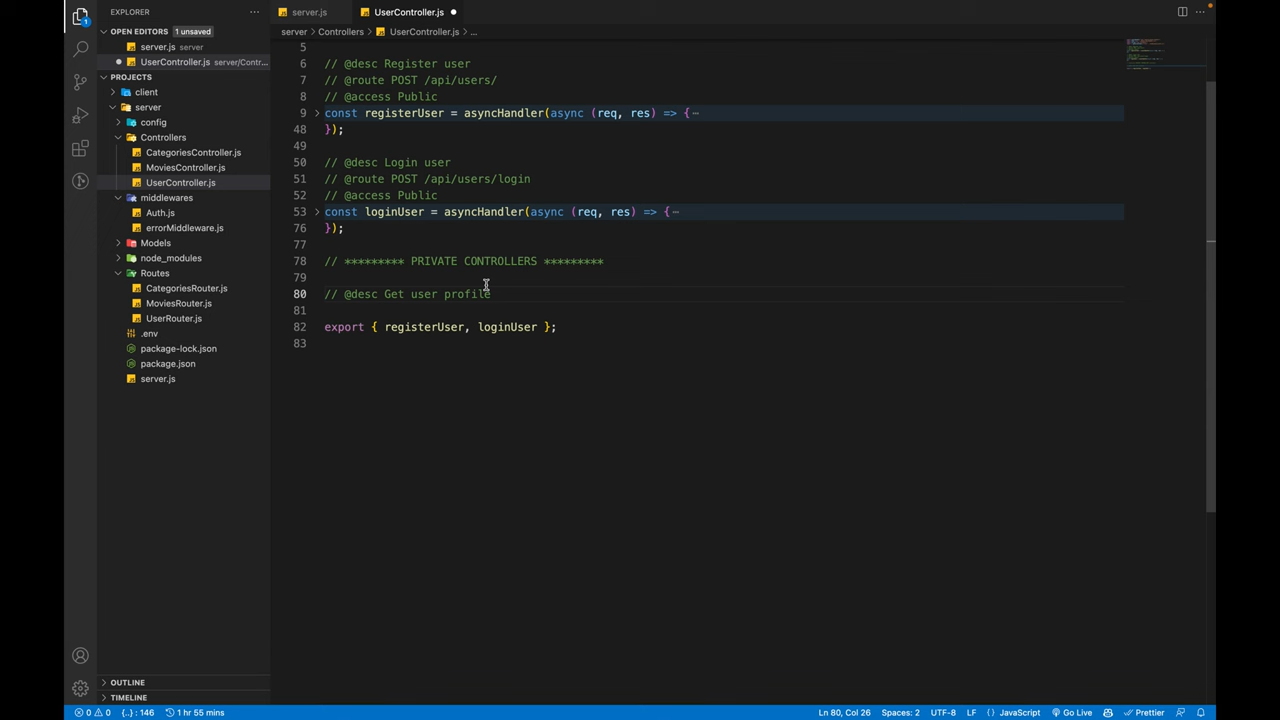 EXPLORER
···
server.js
UserController.js
OPEN EDITORS
1 unsaved
server.js server
UserController.js server/Contr...
PROJECTS
client
server
config
Controllers
CategoriesController.js
MoviesController.js
UserController.js
middlewares
Auth.js
errorMiddleware.js
Models
node_modules
Routes
CategoriesRouter.js
MoviesRouter.js
UserRouter.js
.env
package-lock.json
package.json
server.js
OUTLINE
TIMELINE
server > Controllers > UserController.js > ...
5
6 // @desc Register user
7 // @route POST /api/users/
8 // @access Public
9 const registerUser = asyncHandler(async (req, res) => {···
48 });
49
50 // @desc Login user
51 // @route POST /api/users/login
52 // @access Public
53 const loginUser = asyncHandler(async (req, res) => {···
76 });
77
78 // ********* PRIVATE CONTROLLERS *********
79
80 // @desc Get user profile
81
82 export { registerUser, loginUser };
83
0 0 {..} : 146 1 hr 55 mins
Ln 80, Col 26 Spaces: 2 UTF-8 LF {} JavaScript Go Live Prettier